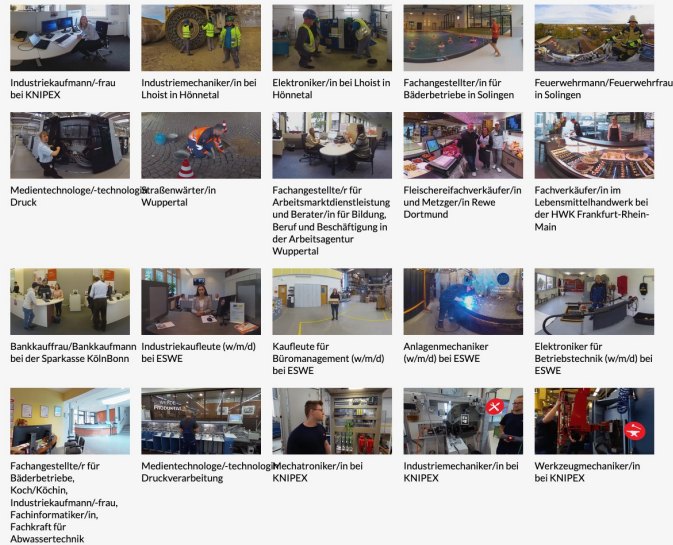 Industriekaufmann/-frau
bei KNIPEX
Industriemechaniker/in bei
Lhoist in Hönnetal
Elektroniker/in bei Lhoist in
Hönnetal
Fachangestellter/in für
Bäderbetriebe in Solingen
Feuerwehrmann/Feuerwehrfrau
in Solingen
Medientechnologe/-technologin
Druck
Straßenwärter/in
Wuppertal
Fachangestellte/r für
Arbeitsmarktdienstleistung
und Berater/in für Bildung,
Beruf und Beschäftigung in
der Arbeitsagentur
Wuppertal
Fleischereifachverkäufer/in
und Metzger/in Rewe
Dortmund
Fachverkäufer/in im
Lebensmittelhandwerk bei
der HWK Frankfurt-Rhein-
Main
Bankkauffrau/Bankkaufmann
bei der Sparkasse KölnBonn
Industriekaufleute (w/m/d)
bei ESWE
Kaufleute für
Büromanagement (w/m/d)
bei ESWE
Anlagenmechaniker
(w/m/d) bei ESWE
Elektroniker für
Betriebstechnik (w/m/d) bei
ESWE
Fachangestellte/r für
Bäderbetriebe,
Koch/Köchin,
Industriekaufmann/-frau,
Fachinformatiker/in,
Fachkraft für
Abwassertechnik
Medientechnologe/-technologin
Druckverarbeitung
Mechatroniker/in bei
KNIPEX
Industriemechaniker/in bei
KNIPEX
Werkzeugmechaniker/in
bei KNIPEX